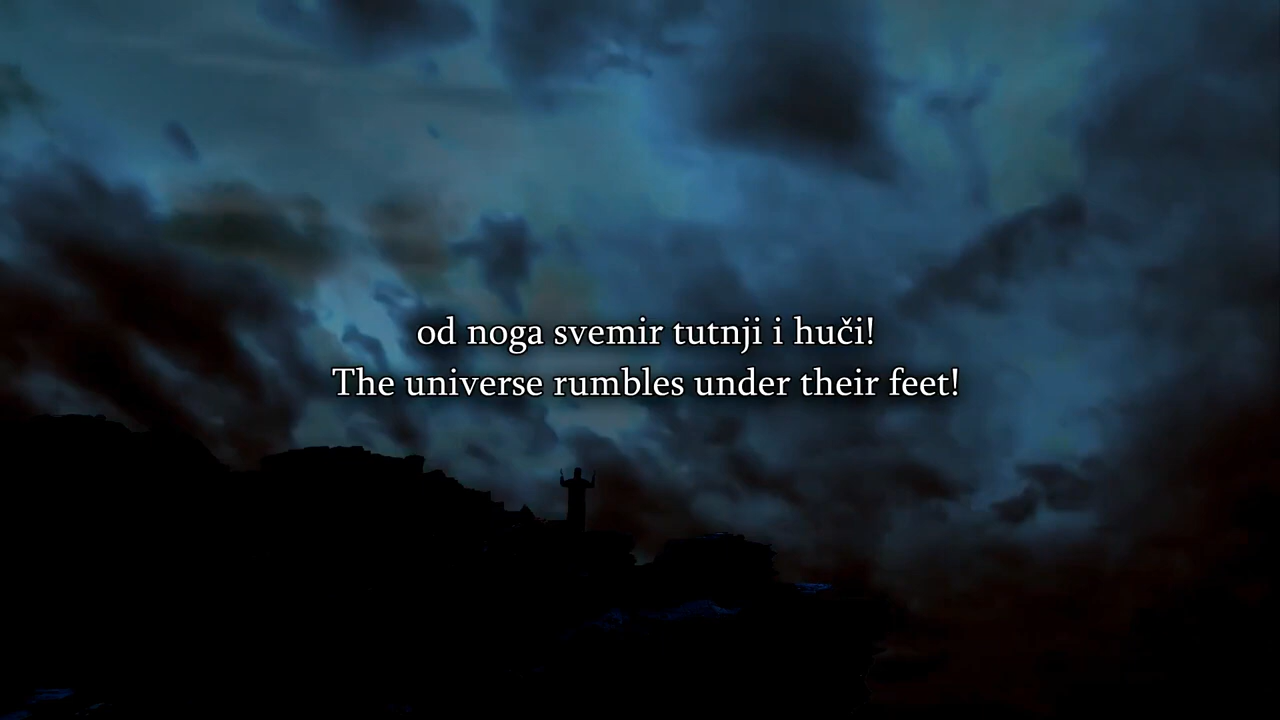 od noga svemir tutnji i huči!
The universe rumbles under their feet!